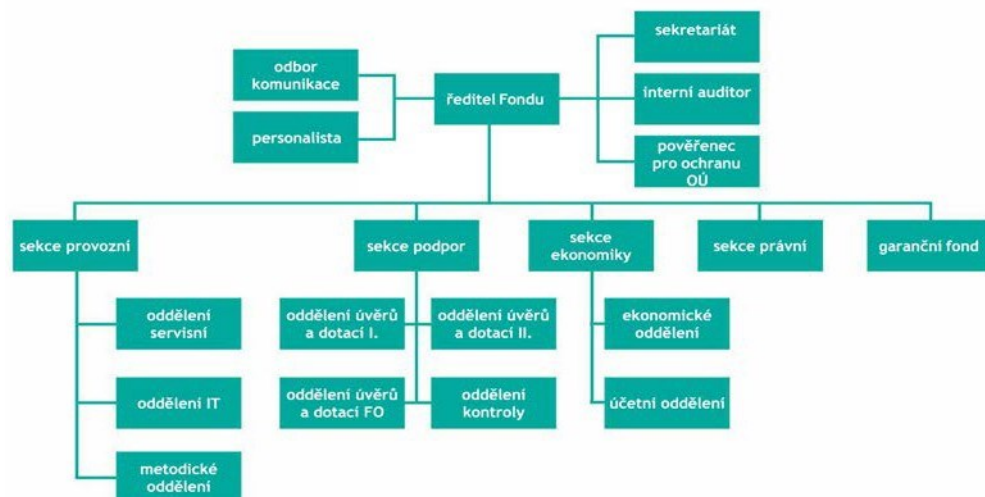 sekretariát
odbor
komunikace
ředitel Fondu
interní auditor
personalista
pověřenec
pro ochranu
OÚ
sekce provozní
sekce podpor
sekce
ekonomiky
sekce právní
garanční fond
oddělení
servisní
oddělení úvěrů
a dotací I.
oddělení úvěrů
a dotací II.
ekonomické
oddělení
oddělení IT
oddělení úvěrů
a dotací FO
oddělení
kontroly
účetní oddělení
metodické
oddělení